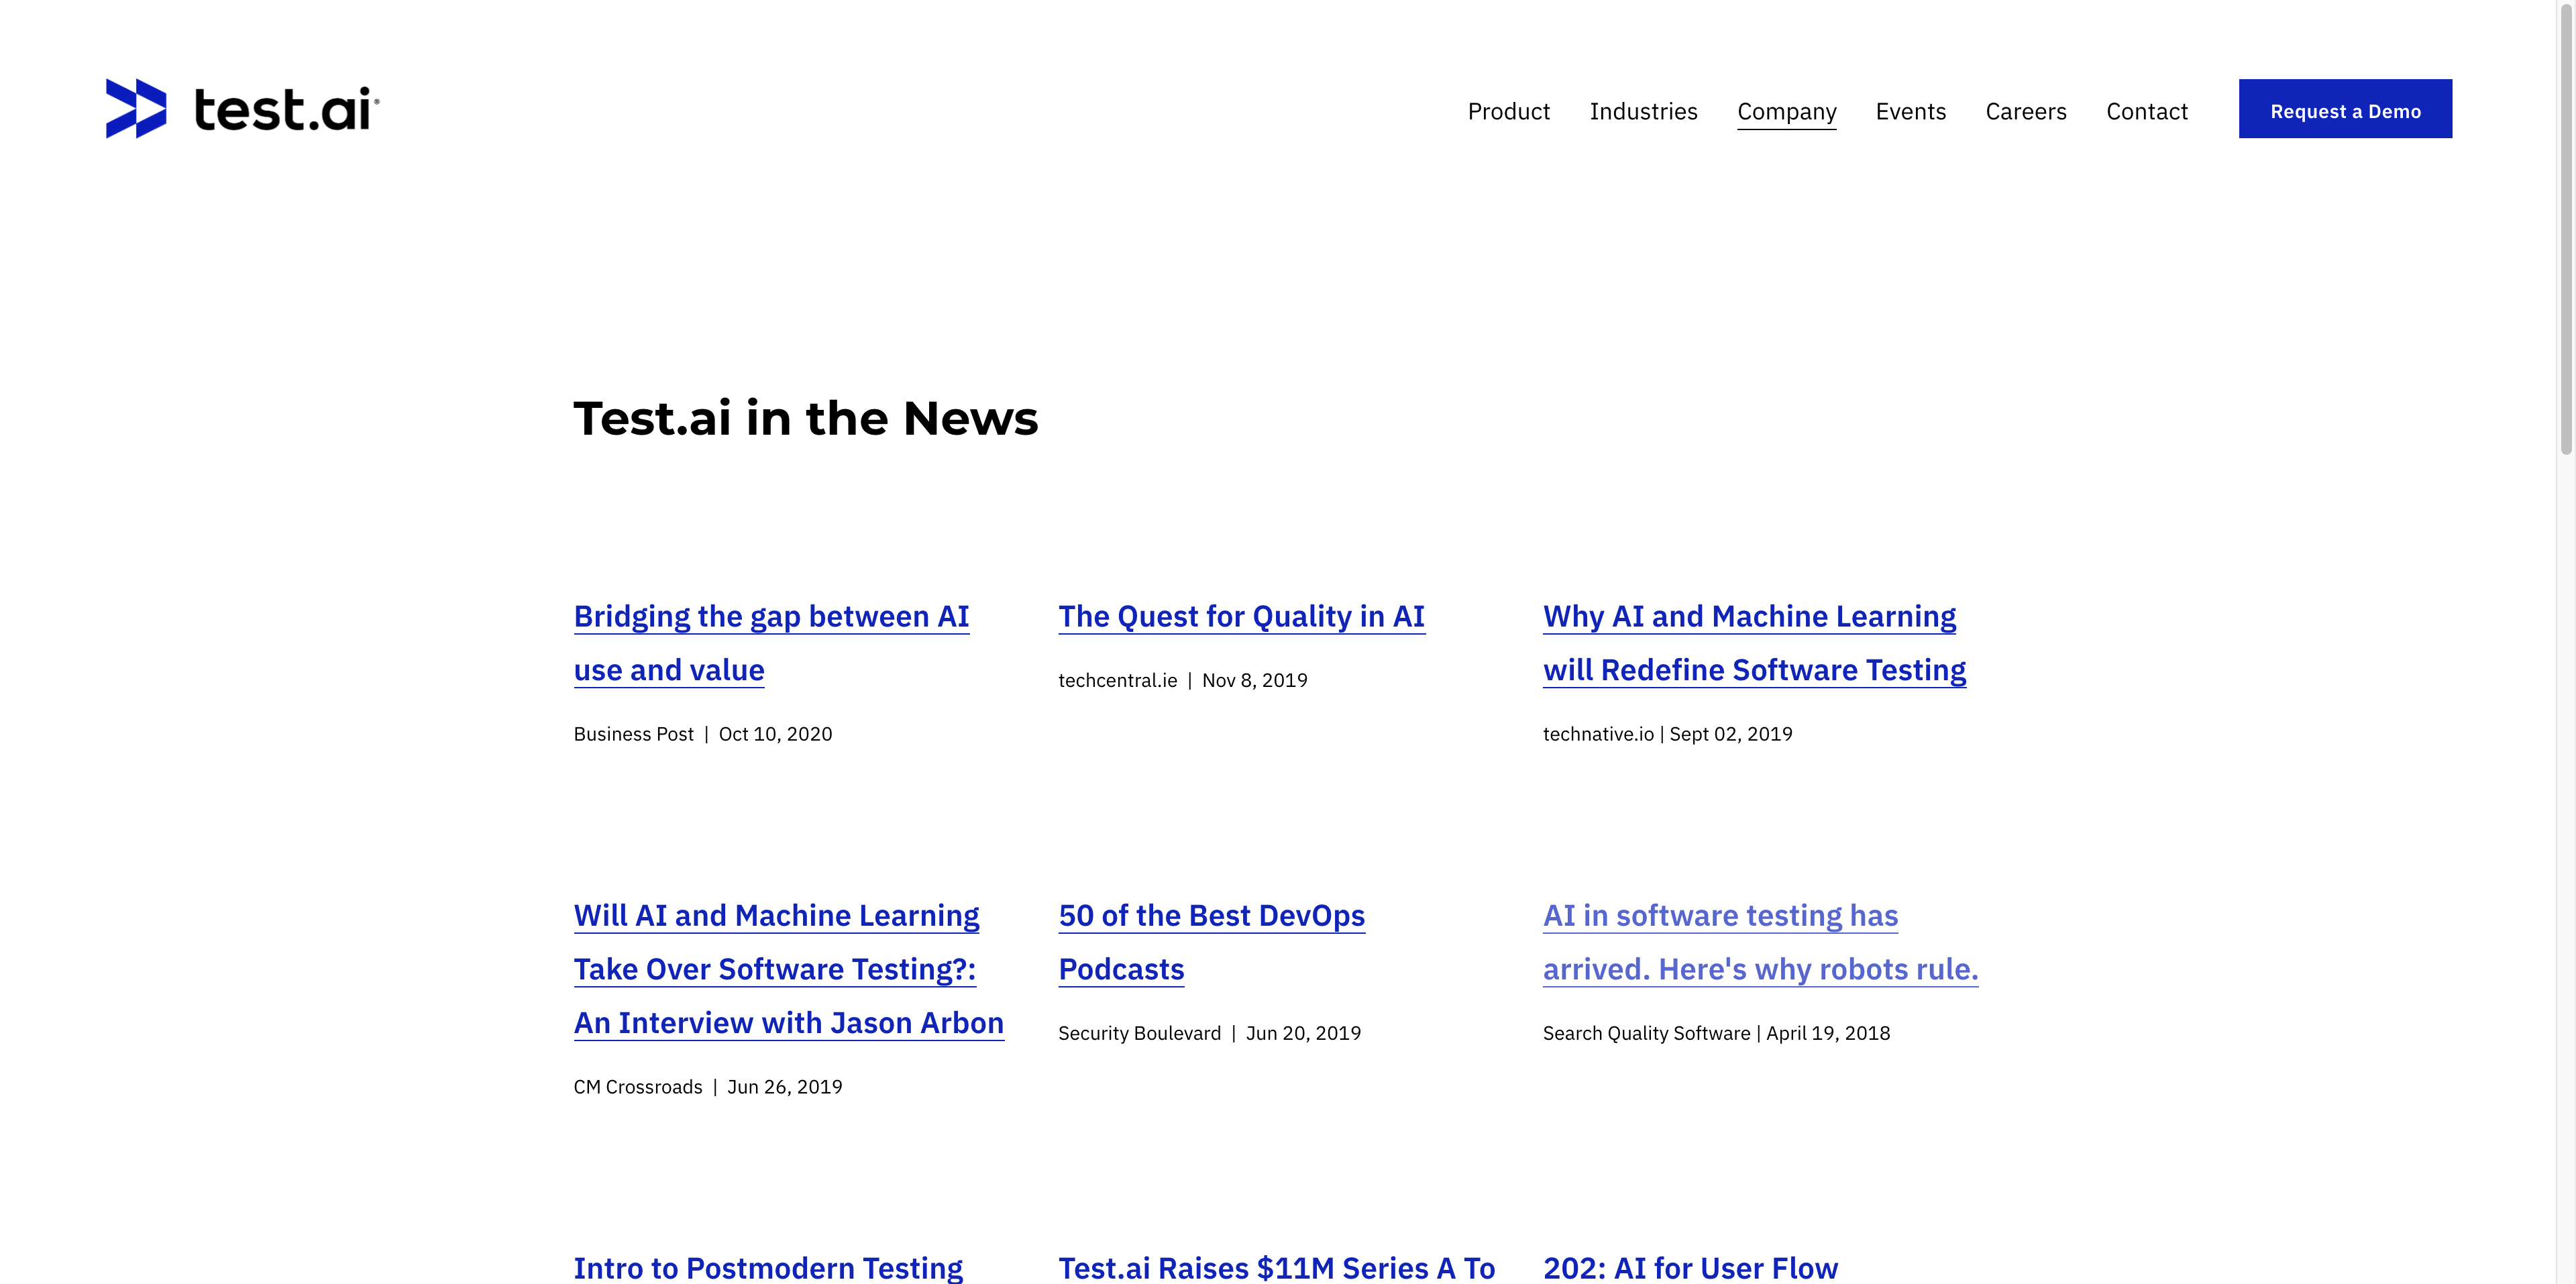 test.ai
Product
Industries
Company
Events
Careers
Contact
Request a Demo
Test.ai in the News
Bridging the gap between AI
use and value
Business Post | Oct 10, 2020
The Quest for Quality in AI
techcentral.ie | Nov 8, 2019
Why AI and Machine Learning
will Redefine Software Testing
technative.io | Sept 02, 2019
Will AI and Machine Learning
Take Over Software Testing?:
An Interview with Jason Arbon
CM Crossroads | Jun 26, 2019
50 of the Best DevOps
Podcasts
Security Boulevard | Jun 20, 2019
AI in software testing has
arrived. Here's why robots rule.
Search Quality Software | April 19, 2018
Intro to Postmodern Testing
Test.ai Raises $11M Series A To
202: AI for User Flow